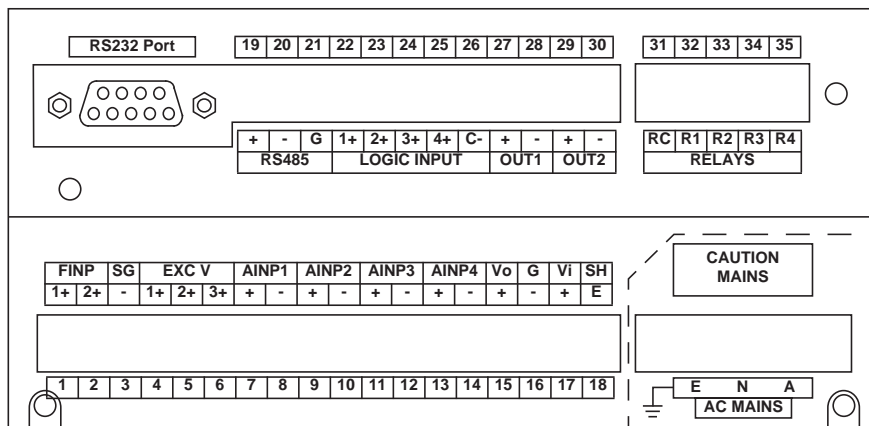 RS232 Port
19 20 21 22 23 24 25 26 27 28 29 30
31 32 33 34 35
+ - G 1+ 2+ 3+ 4+ C- + - + -
RS485 LOGIC INPUT OUT1 OUT2
RC R1 R2 R3 R4
RELAYS
CAUTION
MAINS
FINP SG EXC V AINP1 AINP2 AINP3 AINP4 Vo G Vi SH
1+ 2+ - 1+ 2+ 3+ + - + - + - + - + - + E
1 2 3 4 5 6 7 8 9 10 11 12 13 14 15 16 17 18
E N A
AC MAINS